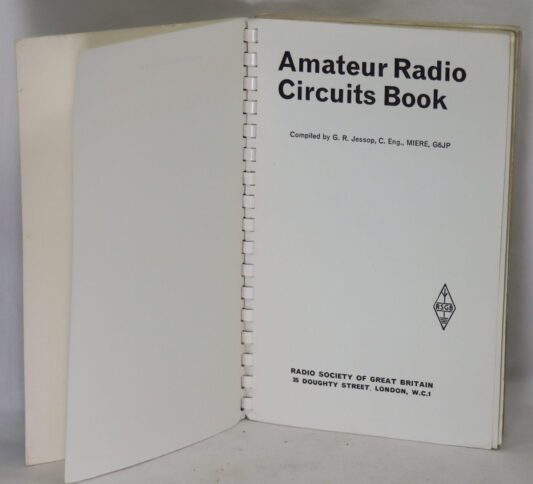 Amateur Radio
Circuits Book
Compiled by G. R. Jessop, C. Eng., MIERE, G6JP
RSGB
RADIO SOCIETY OF GREAT BRITAIN
35 DOUGHTY STREET, LONDON, W.C.1